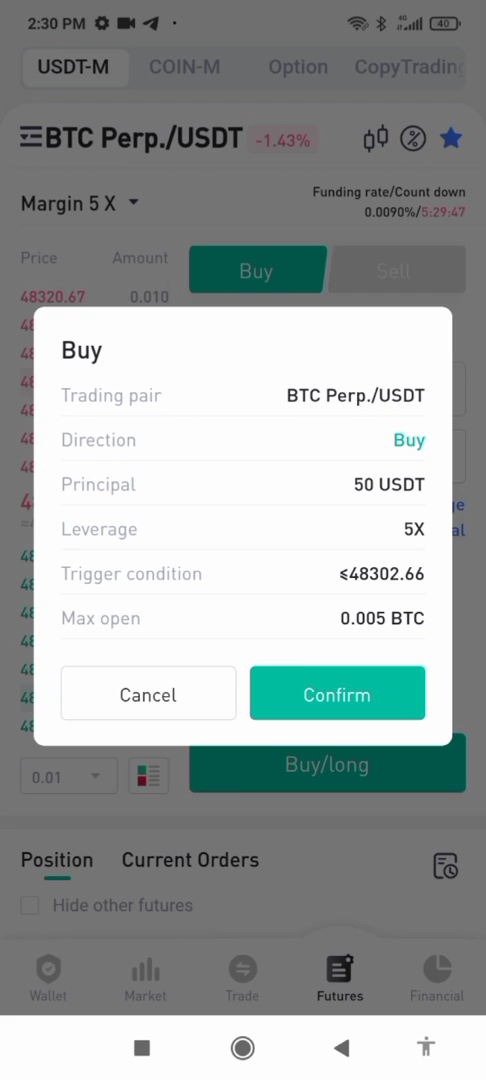 2:30 PM
4G
40
USDT-M COIN-M Option CopyTrading
BTC Perp./USDT -1.43%
Margin 5 X
Funding rate/Count down
0.0090%/5:29:47
Price Amount
Buy Sell
48320.67 0.010
Buy
Trading pair BTC Perp./USDT
Direction Buy
Principal 50 USDT
Leverage 5X
Trigger condition ≤48302.66
Max open 0.005 BTC
Cancel Confirm
Buy/long
0.01
Position Current Orders
Hide other futures
Wallet Market Trade Futures Financial